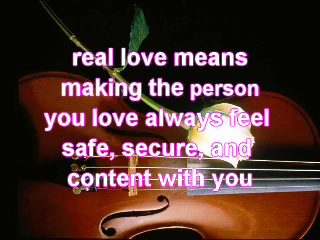 real love means
making the person
you love always feel
safe, secure, and
content with you